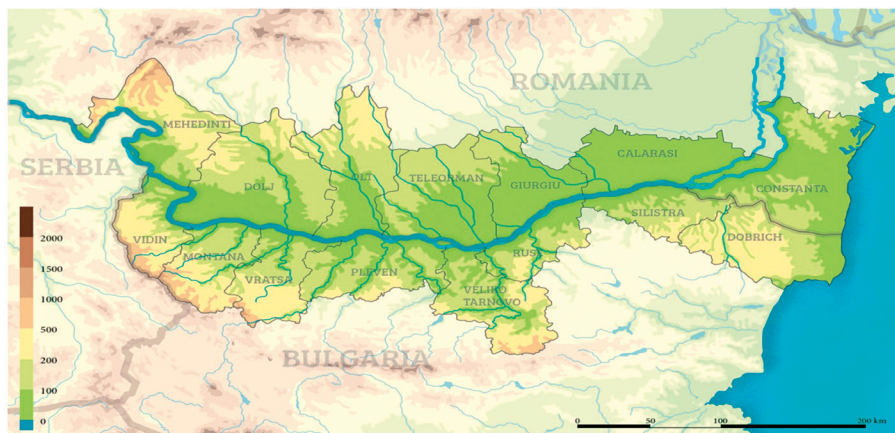 ROMANIA
MEHEDINTI
CALARASI
SERBIA
DOLJ
OLT
TELEORMAN
GIURGIU
CONSTANTA
SILISTRA
VIDIN
DOBRICH
MONTANA
RUSE
PLEVEN
VRATSA
VELIKO
TARNOVO
BULGARIA
2000
1500
1000
500
200
100
0
0 50 100 200 km